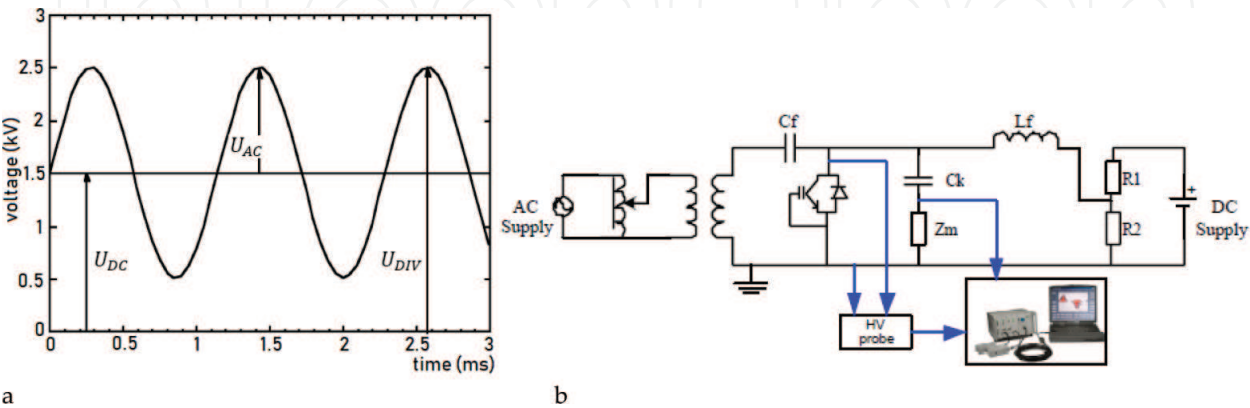 3
2.5
2
1.5
1
0.5
0
voltage (kV)
U_AC
U_DC
U_DIV
0 0.5 1 1.5 2 2.5 3
time (ms)
a
AC
Supply
Cf
Ck
Zm
Lf
R1
R2
+
DC
Supply
HV
probe
b